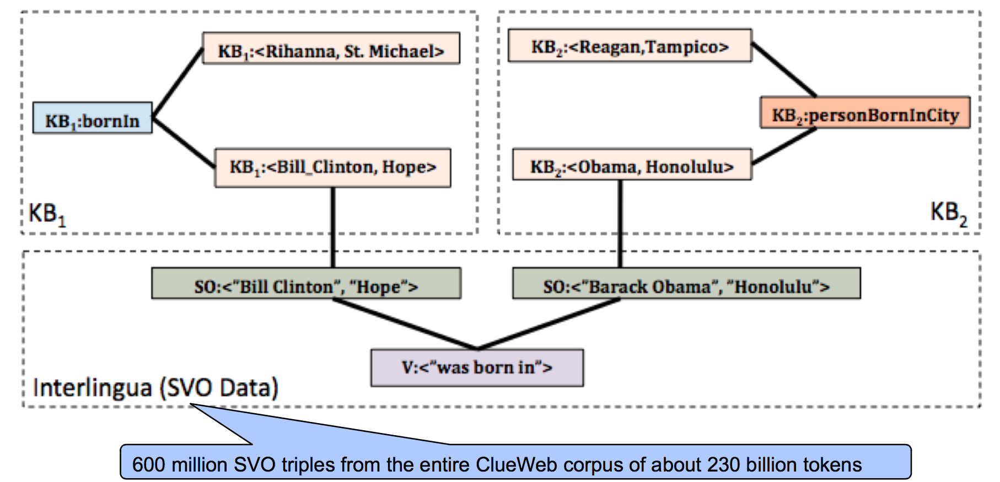 KB1:<Rihanna, St. Michael>
KB1:bornIn
KB1:<Bill_Clinton, Hope>
KB1
KB2:<Reagan,Tampico>
KB2:personBornInCity
KB2:<Obama, Honolulu>
KB2
SO:<”Bill Clinton”, “Hope”>
SO:<”Barack Obama”, ”Honolulu”>
V:<”was born in”>
Interlingua (SVO Data)
600 million SVO triples from the entire ClueWeb corpus of about 230 billion tokens